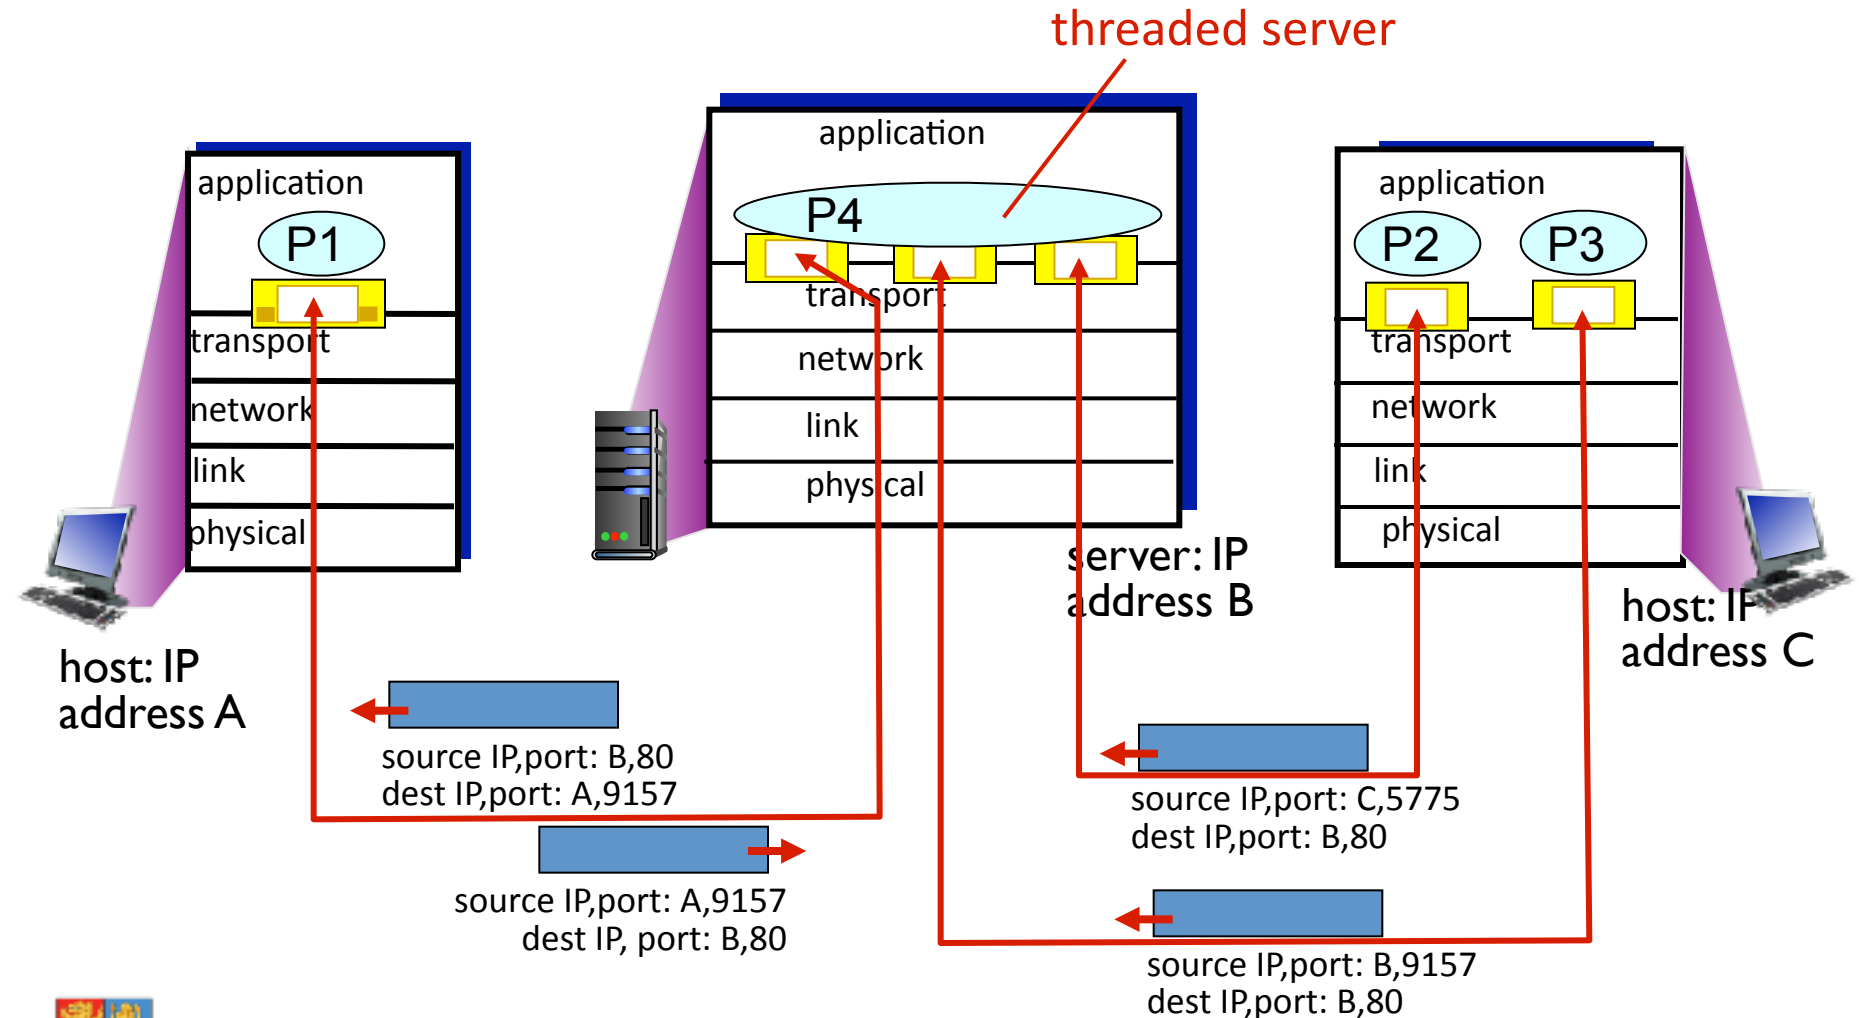 threaded server
application
P1
transport
network
link
physical
host: IP
address A
application
P4
transport
network
link
physical
server: IP
address B
application
P2
P3
transport
network
link
physical
host: IP
address C
source IP,port: B,80
dest IP,port: A,9157
source IP,port: A,9157
dest IP, port: B,80
source IP,port: C,5775
dest IP,port: B,80
source IP,port: B,9157
dest IP,port: B,80